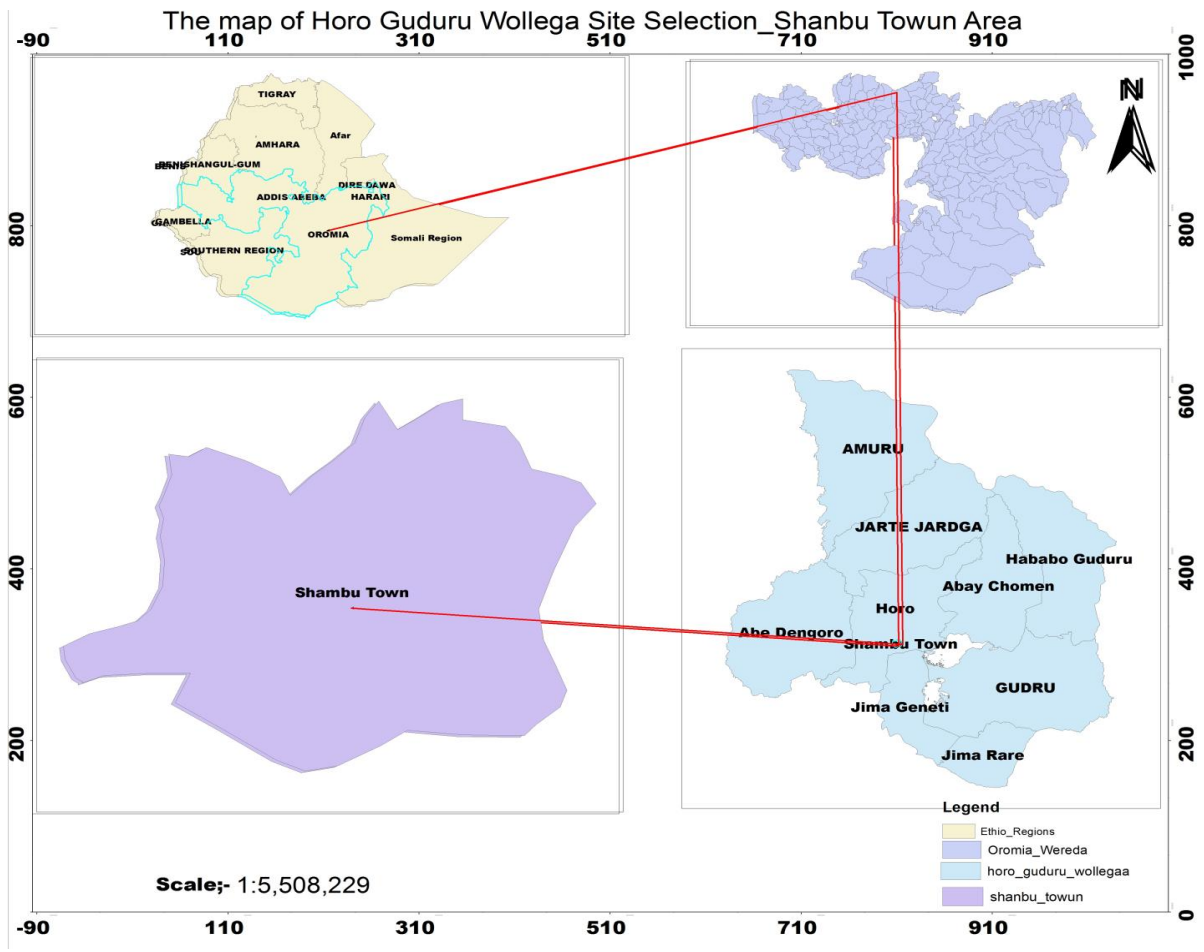 The map of Horo Guduru Wollega Site Selection_Shanbu Towun Area
-90 110 310 510 710 910
1000
800
600
400
200
0
TIGRAY
Afar
AMHARA
BENISHANGUL-GUM
DIRE DAWA
ADDIS ABEBA
HARARI
GAMBELLA
OROMIA
SOUTHERN REGION
Somali Region
N
800
600
400
200
Shambu Town
AMURU
JARTE JARDGA
Hababo Guduru
Abay Chomen
Horo
Abe Dengoro
Shambu Town
GUDRU
Jima Geneti
Jima Rare
Legend
Ethio_Regions
Oromia_Wereda
horo_guduru_wollegaa
shanbu_towun
Scale;- 1:5,508,229
-90 110 310 510 710 910